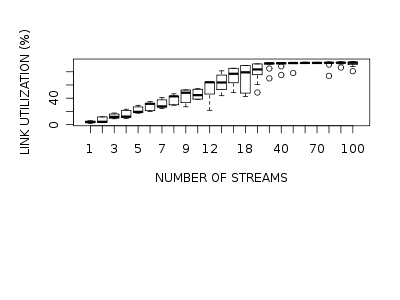 LINK UTILIZATION (%)
40
0
1 3 5 7 9 12 18 40 70 100
NUMBER OF STREAMS